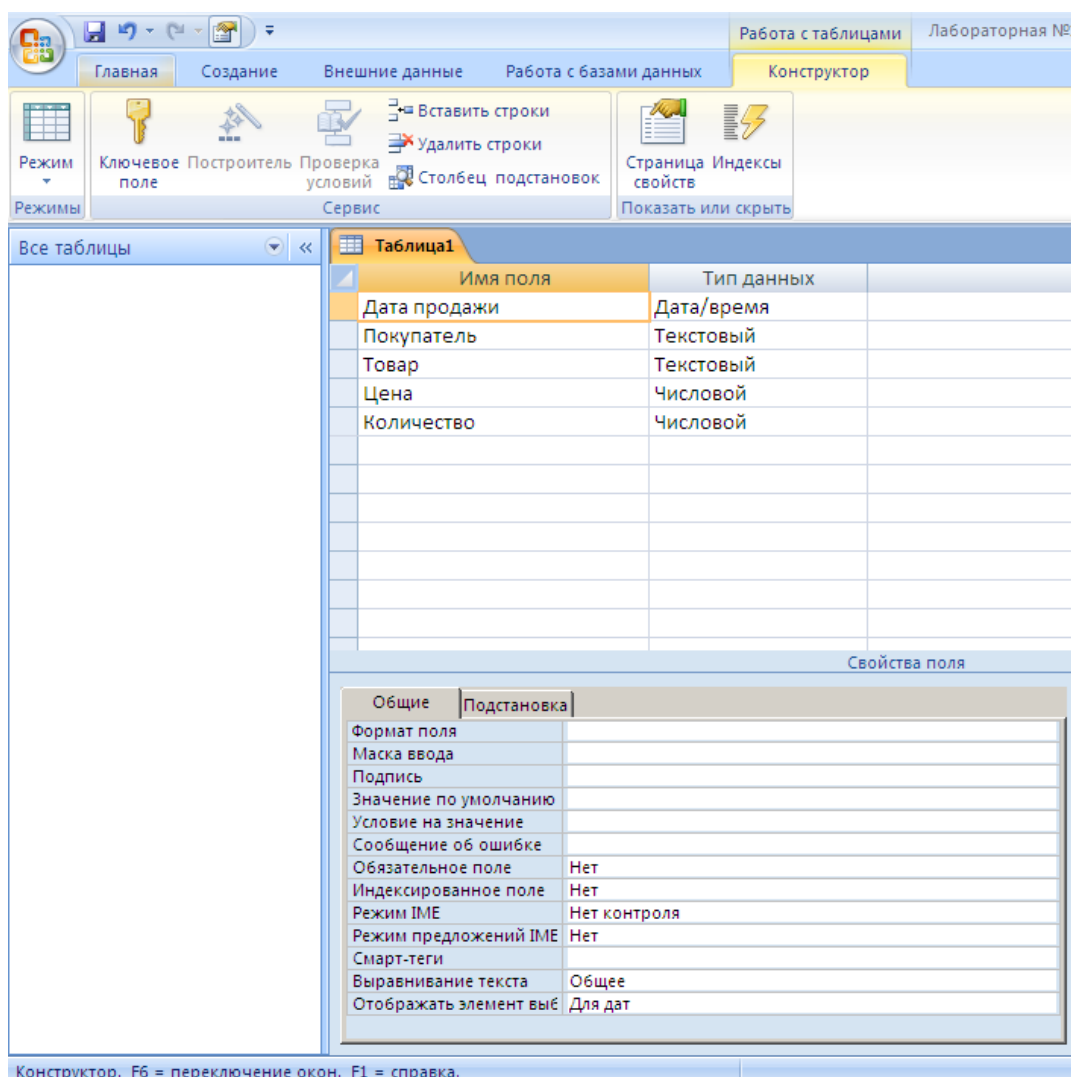 Работа с таблицами Лабораторная №
Главная Создание Внешние данные Работа с базами данных Конструктор
Режим
Ключевое поле
Построитель
Проверка условий
Вставить строки
Удалить строки
Столбец подстановок
Страница свойств
Индексы
Режимы Сервис Показать или скрыть
Все таблицы « Таблица1
Имя поля Тип данных
Дата продажи Дата/время
Покупатель Текстовый
Товар Текстовый
Цена Числовой
Количество Числовой
Свойства поля
Общие Подстановка
Формат поля
Маска ввода
Подпись
Значение по умолчанию
Условие на значение
Сообщение об ошибке
Обязательное поле Нет
Индексированное поле Нет
Режим IME Нет контроля
Режим предложений IME Нет
Смарт-теги
Выравнивание текста Общее
Отображать элемент выб Для дат
Конструктор. F6 = переключение окон. F1 = справка.